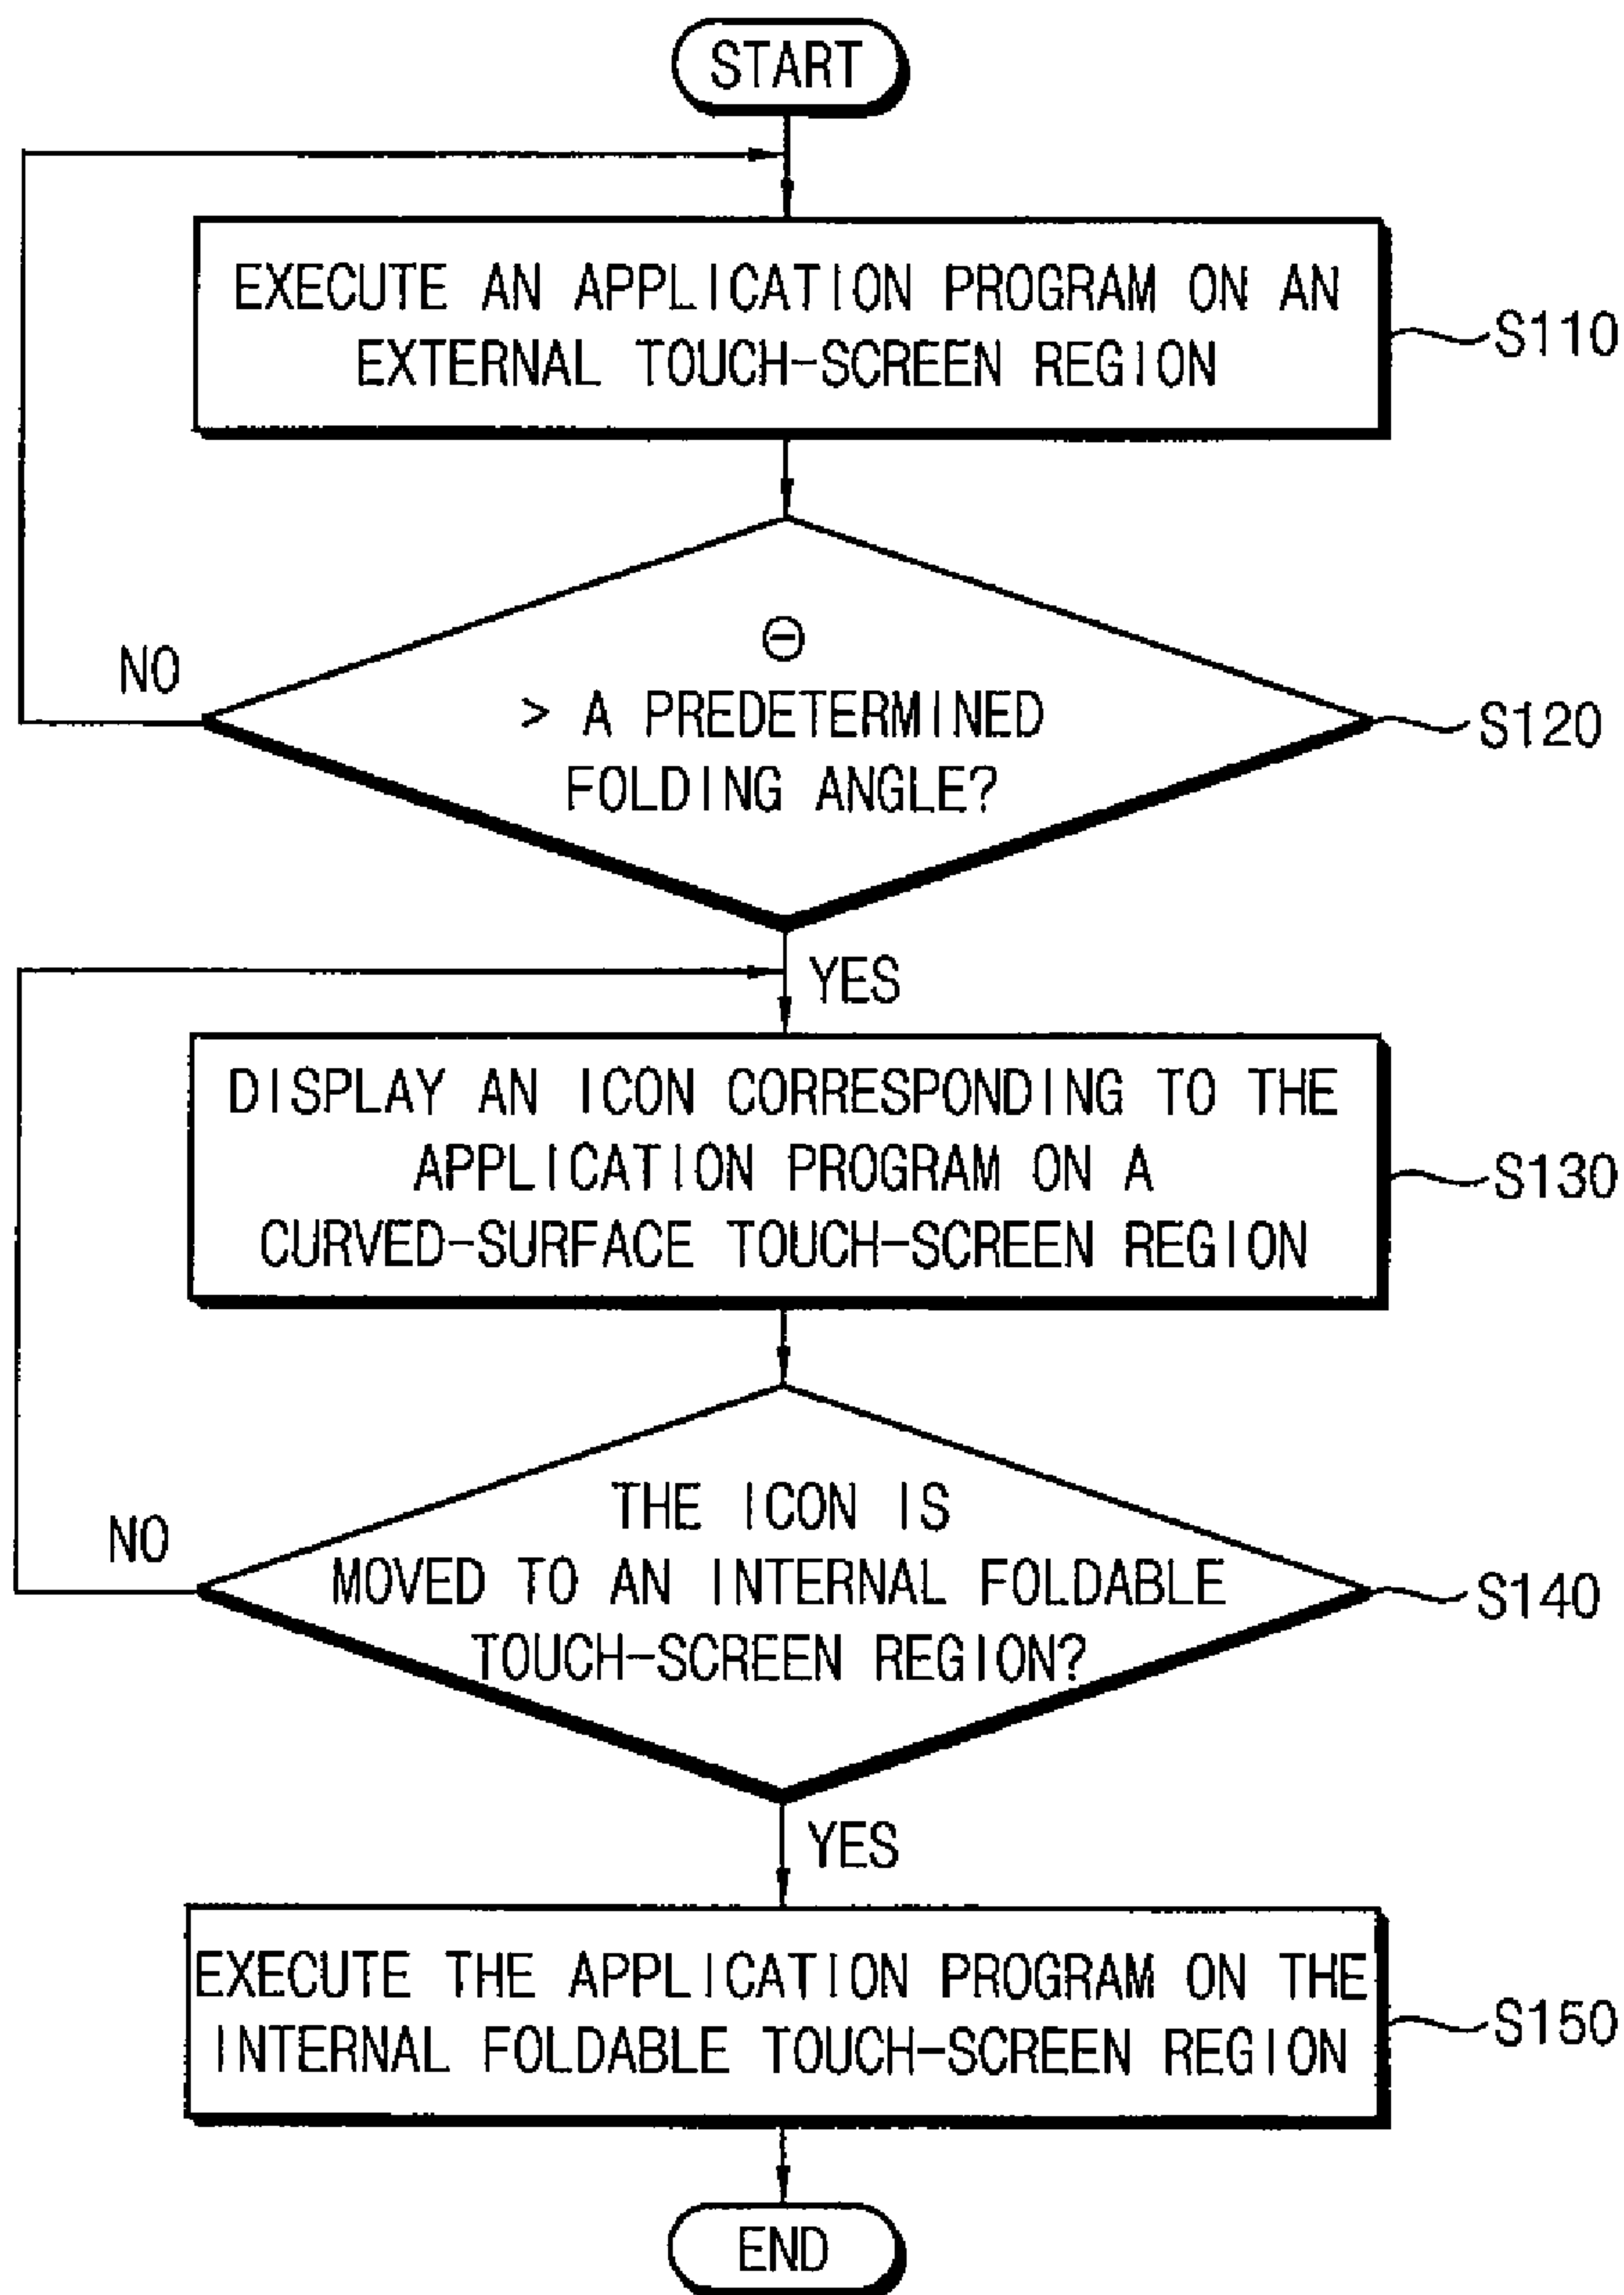 START
EXECUTE AN APPLICATION PROGRAM ON AN
EXTERNAL TOUCH-SCREEN REGION
S110
Θ
> A PREDETERMINED
FOLDING ANGLE?
NO
S120
YES
DISPLAY AN ICON CORRESPONDING TO THE
APPLICATION PROGRAM ON A
CURVED-SURFACE TOUCH-SCREEN REGION
S130
THE ICON IS
MOVED TO AN INTERNAL FOLDABLE
TOUCH-SCREEN REGION?
NO
S140
YES
EXECUTE THE APPLICATION PROGRAM ON THE
INTERNAL FOLDABLE TOUCH-SCREEN REGION
S150
END